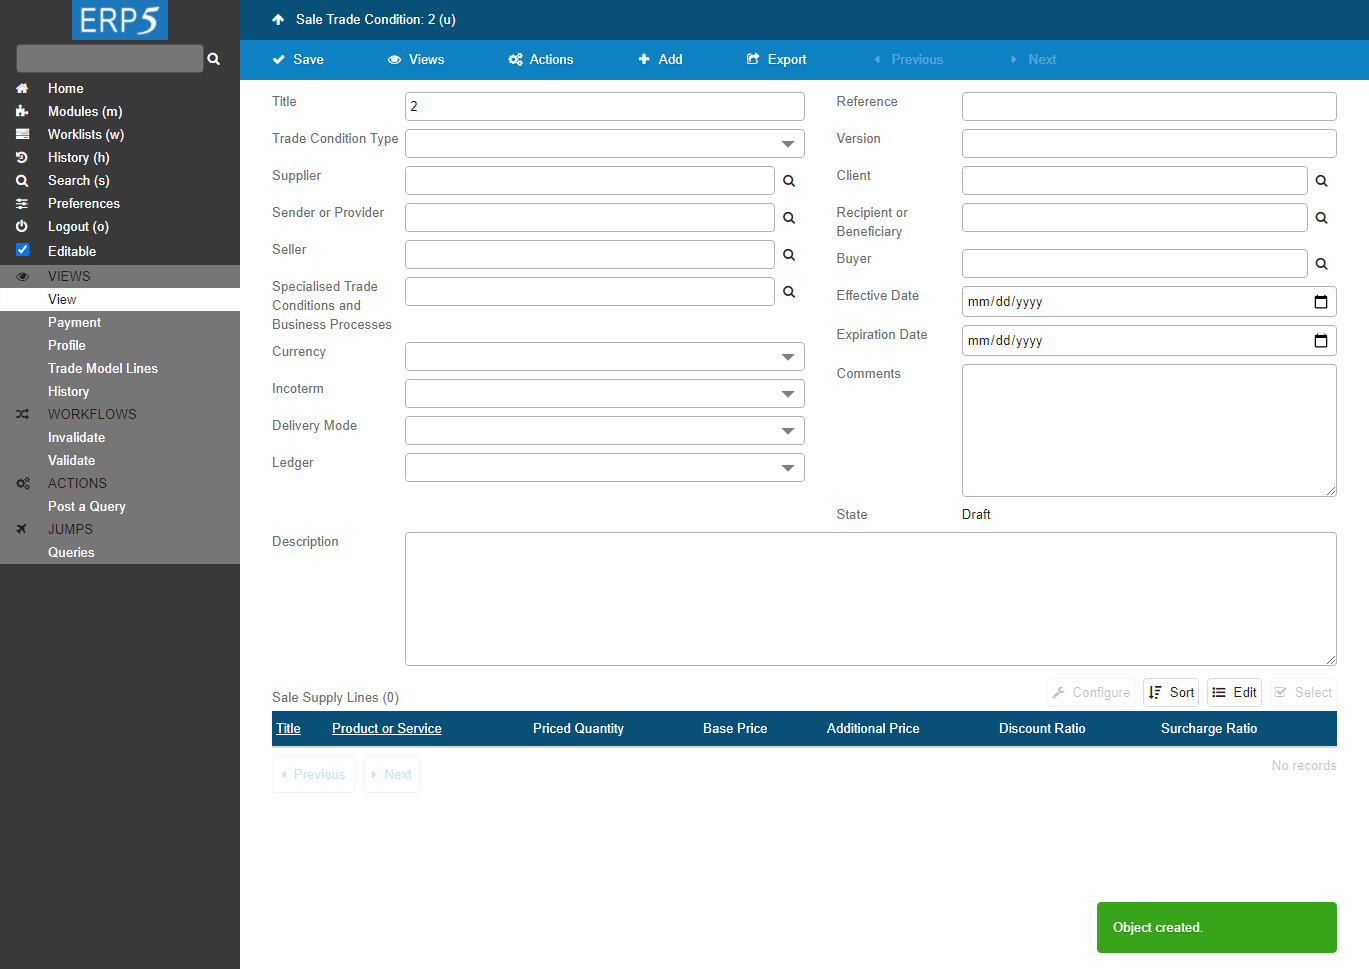 ERP5
Sale Trade Condition: 2 (u)
Save
Views
Actions
Add
Export
Previous
Next
Home
Modules (m)
Worklists (w)
History (h)
Search (s)
Preferences
Logout (o)
Editable
VIEWS
View
Payment
Profile
Trade Model Lines
History
WORKFLOWS
Invalidate
Validate
ACTIONS
Post a Query
JUMPS
Queries
Title
2
Trade Condition Type
Supplier
Sender or Provider
Seller
Specialised Trade
Conditions and
Business Processes
Currency
Incoterm
Delivery Mode
Ledger
Reference
Version
Client
Recipient or
Beneficiary
Buyer
Effective Date
mm/dd/yyyy
Expiration Date
mm/dd/yyyy
Comments
State
Draft
Description
Sale Supply Lines (0)
Configure
Sort
Edit
Select
Title
Product or Service
Priced Quantity
Base Price
Additional Price
Discount Ratio
Surcharge Ratio
Previous
Next
No records
Object created.